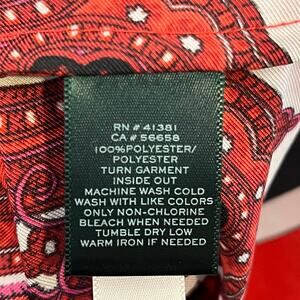 RN # 41381
CA # 56658
100%POLYESTER/
POLYESTER
TURN GARMENT
INSIDE OUT
MACHINE WASH COLD
WASH WITH LIKE COLORS
ONLY NON-CHLORINE
BLEACH WHEN NEEDED
TUMBLE DRY LOW
WARM IRON IF NEEDED